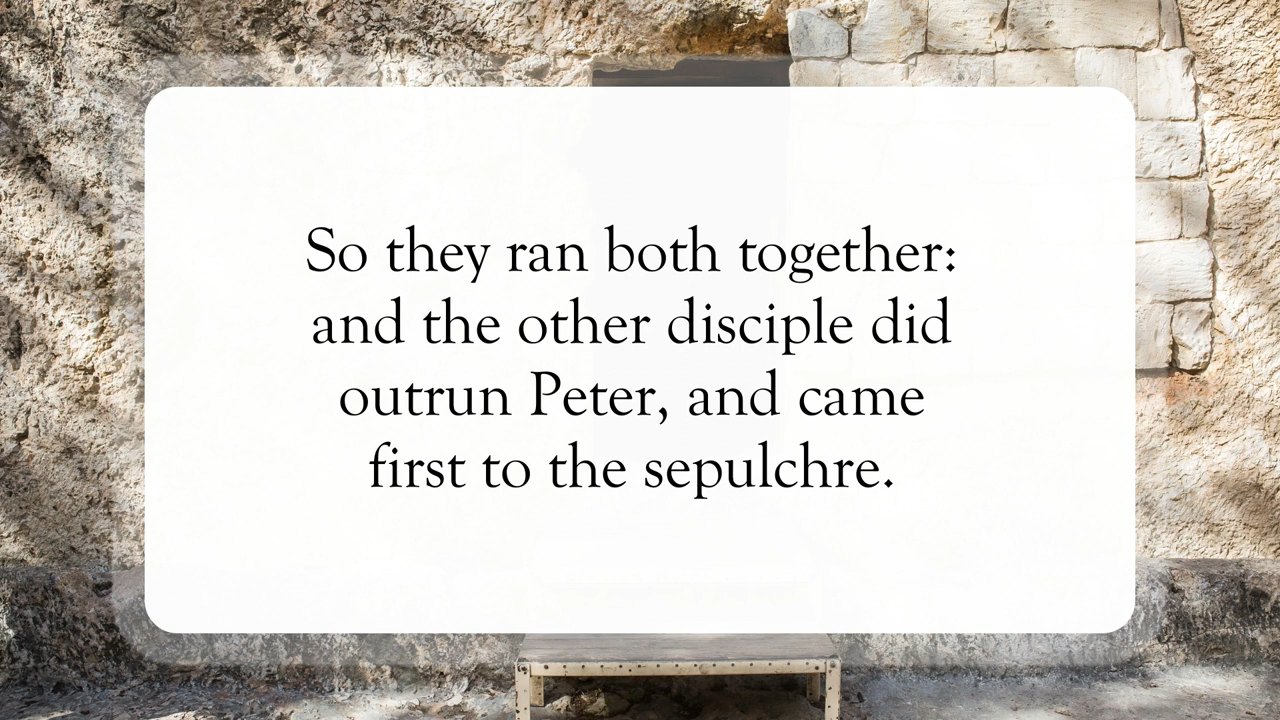 So they ran both together:
and the other disciple did
outrun Peter, and came
first to the sepulchre.